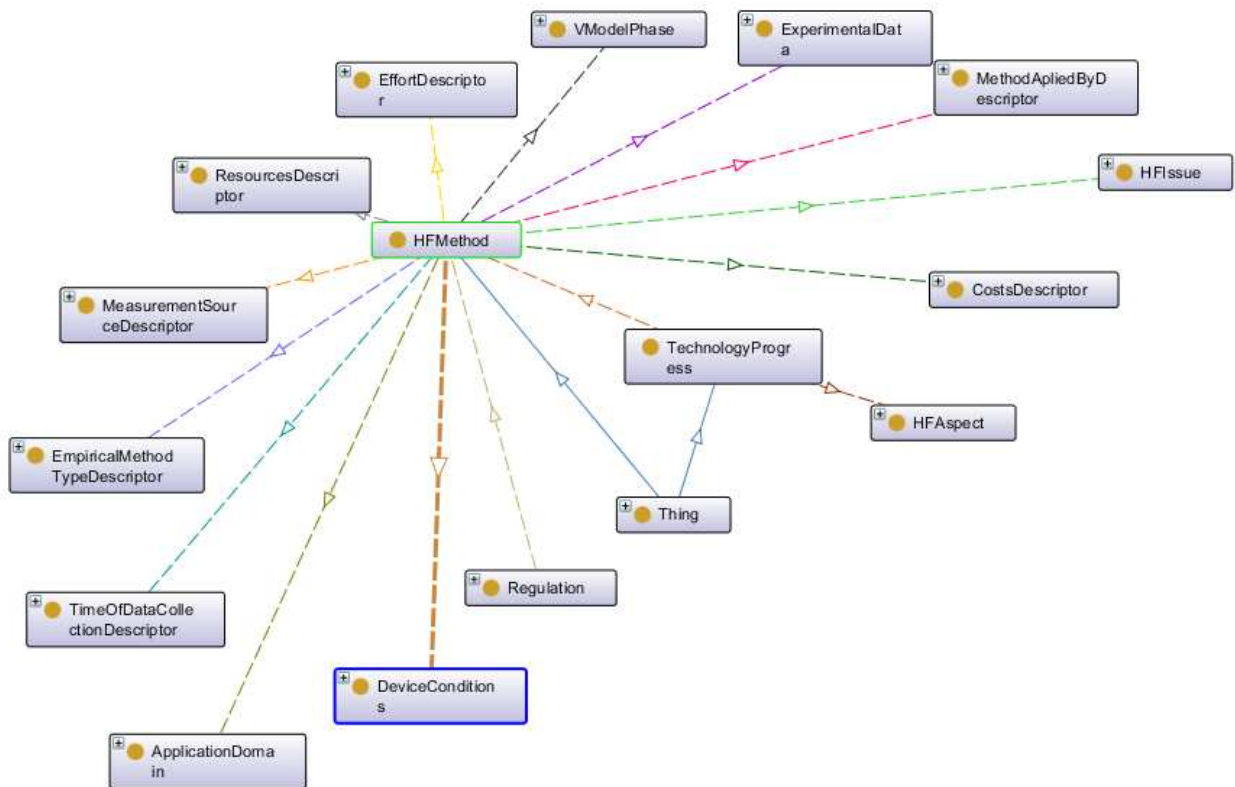 VModelPhase
ExperimentalDat
a
EffortDescripto
r
MethodApliedByD
escriptor
ResourcesDescri
ptor
HFIssue
HFMethod
MeasurementSour
ceDescriptor
CostsDescriptor
TechnologyProgr
ess
HFAspect
EmpiricalMethod
TypeDescriptor
Thing
Regulation
TimeOfDataColle
ctionDescriptor
DeviceCondition
s
ApplicationDoma
in